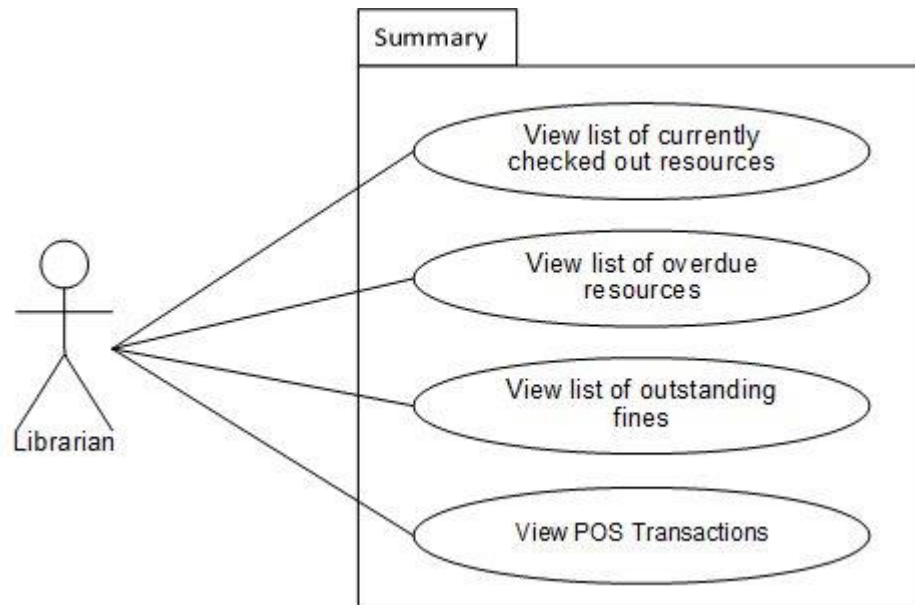 Summary
View list of currently
checked out resources
View list of overdue
resources
View list of outstanding
fines
Librarian
View POS Transactions